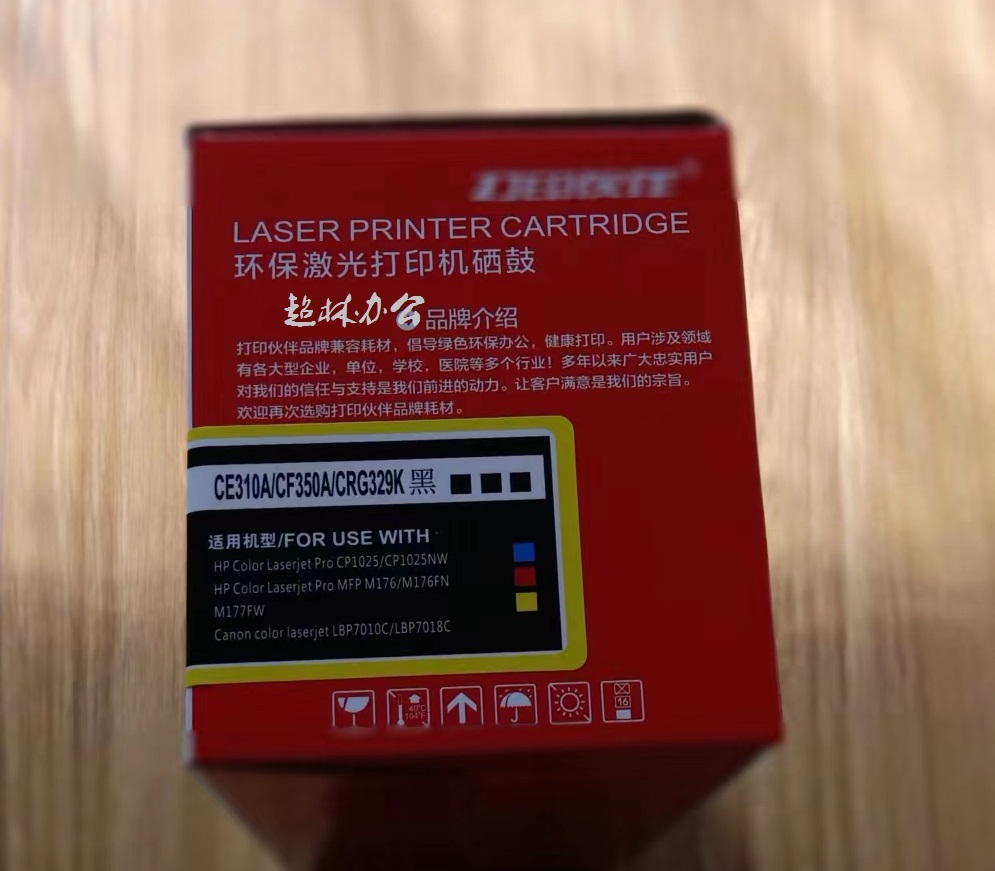 LASER PRINTER CARTRIDGE
环保激光打印机硒鼓
超林办公
品牌介绍
打印伙伴品牌兼容耗材，倡导绿色环保办公，健康打印。用户涉及领域
有各大型企业，单位，学校，医院等多个行业！多年以来广大忠实用户
对我们的信任与支持是我们前进的动力。让客户满意是我们的宗旨。
欢迎再次选购打印伙伴品牌耗材。
CE310A/CF350A/CRG329K 黑
适用机型/FOR USE WITH
HP Color Laserjet Pro CP1025/CP1025NW
HP Color Laserjet Pro MFP M176/M176FN
M177FW
Canon color laserjet LBP7010C/LBP7018C
40°C
104°F
16